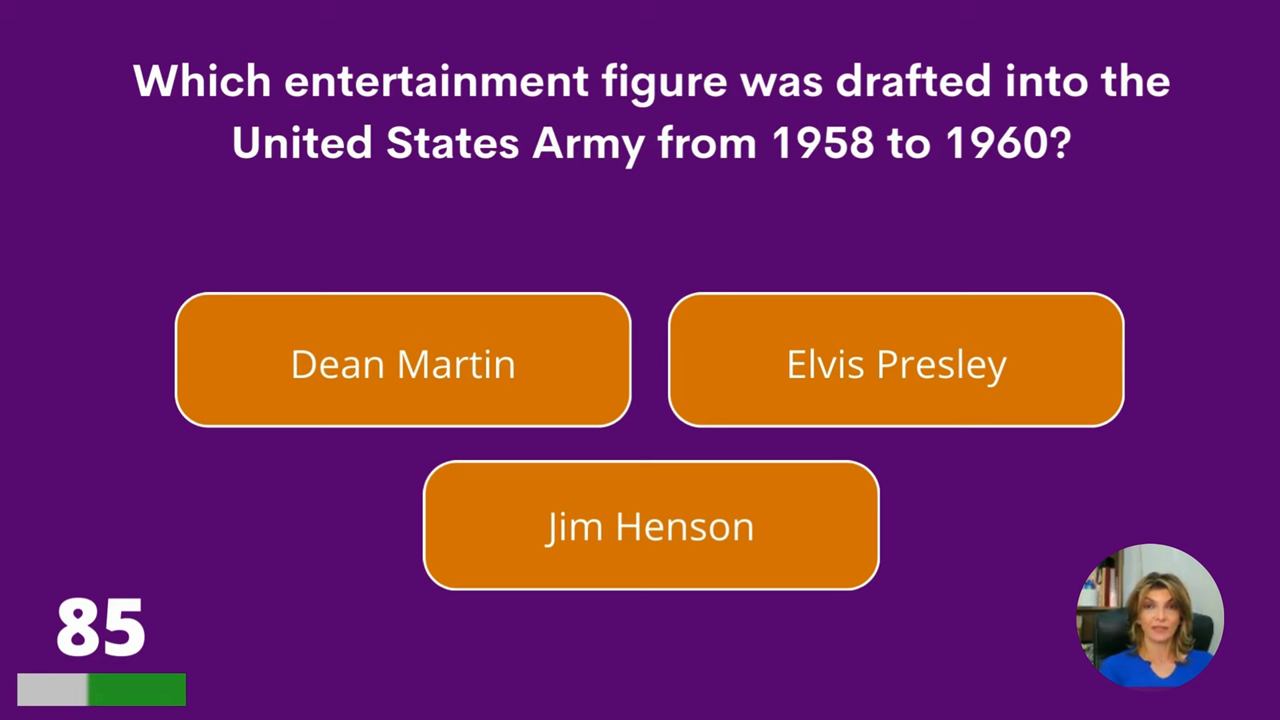 Which entertainment figure was drafted into the
United States Army from 1958 to 1960?
Dean Martin
Elvis Presley
Jim Henson
85